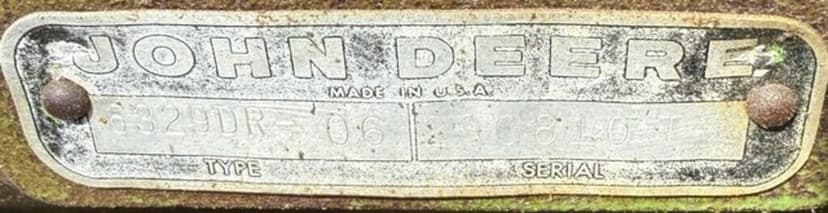 JOHN DEERE
MADE IN U.S.A.
6329DR-06
TYPE SERIAL